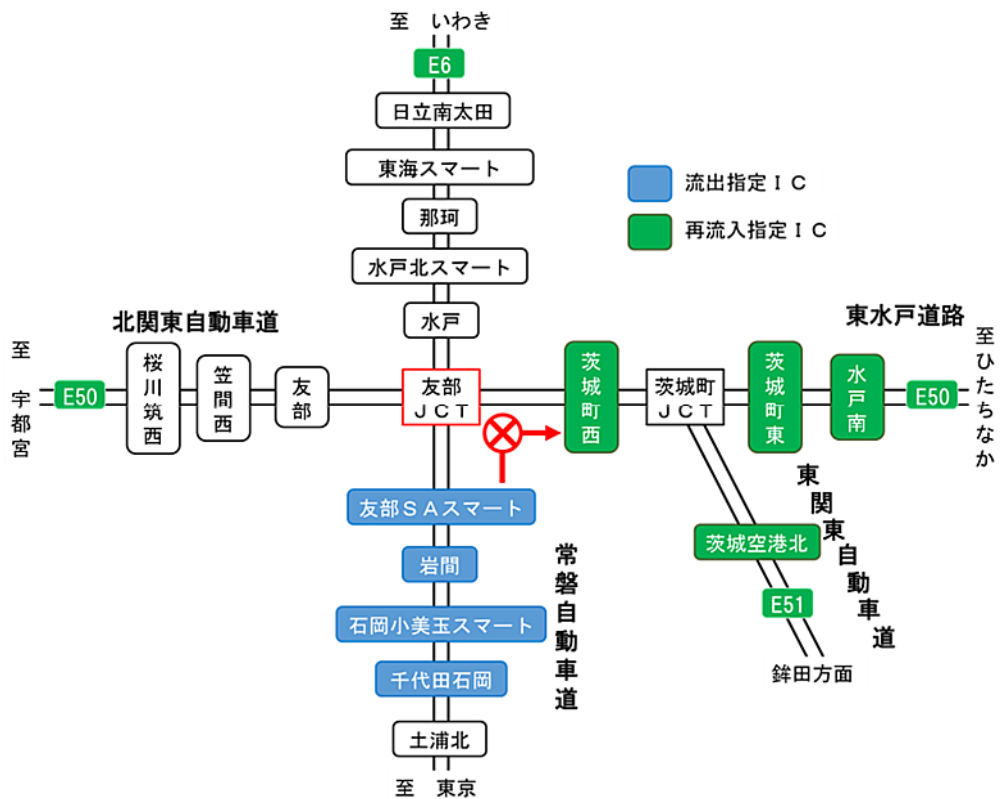 至 いわき
E6
日立南太田
東海スマート
那珂
水戸北スマート
水戸
流出指定ＩＣ
再流入指定ＩＣ
北関東自動車道
東水戸道路
至 宇都宮
E50
桜川筑西
笠間西
友部
友部
ＪＣＴ
茨城町西
茨城町
ＪＣＴ
茨城町東
水戸南
E50
至ひたちなか
友部ＳＡスマート
岩間
石岡小美玉スマート
千代田石岡
土浦北
至 東京
常磐自動車道
東関東自動車道
茨城空港北
E51
鉾田方面